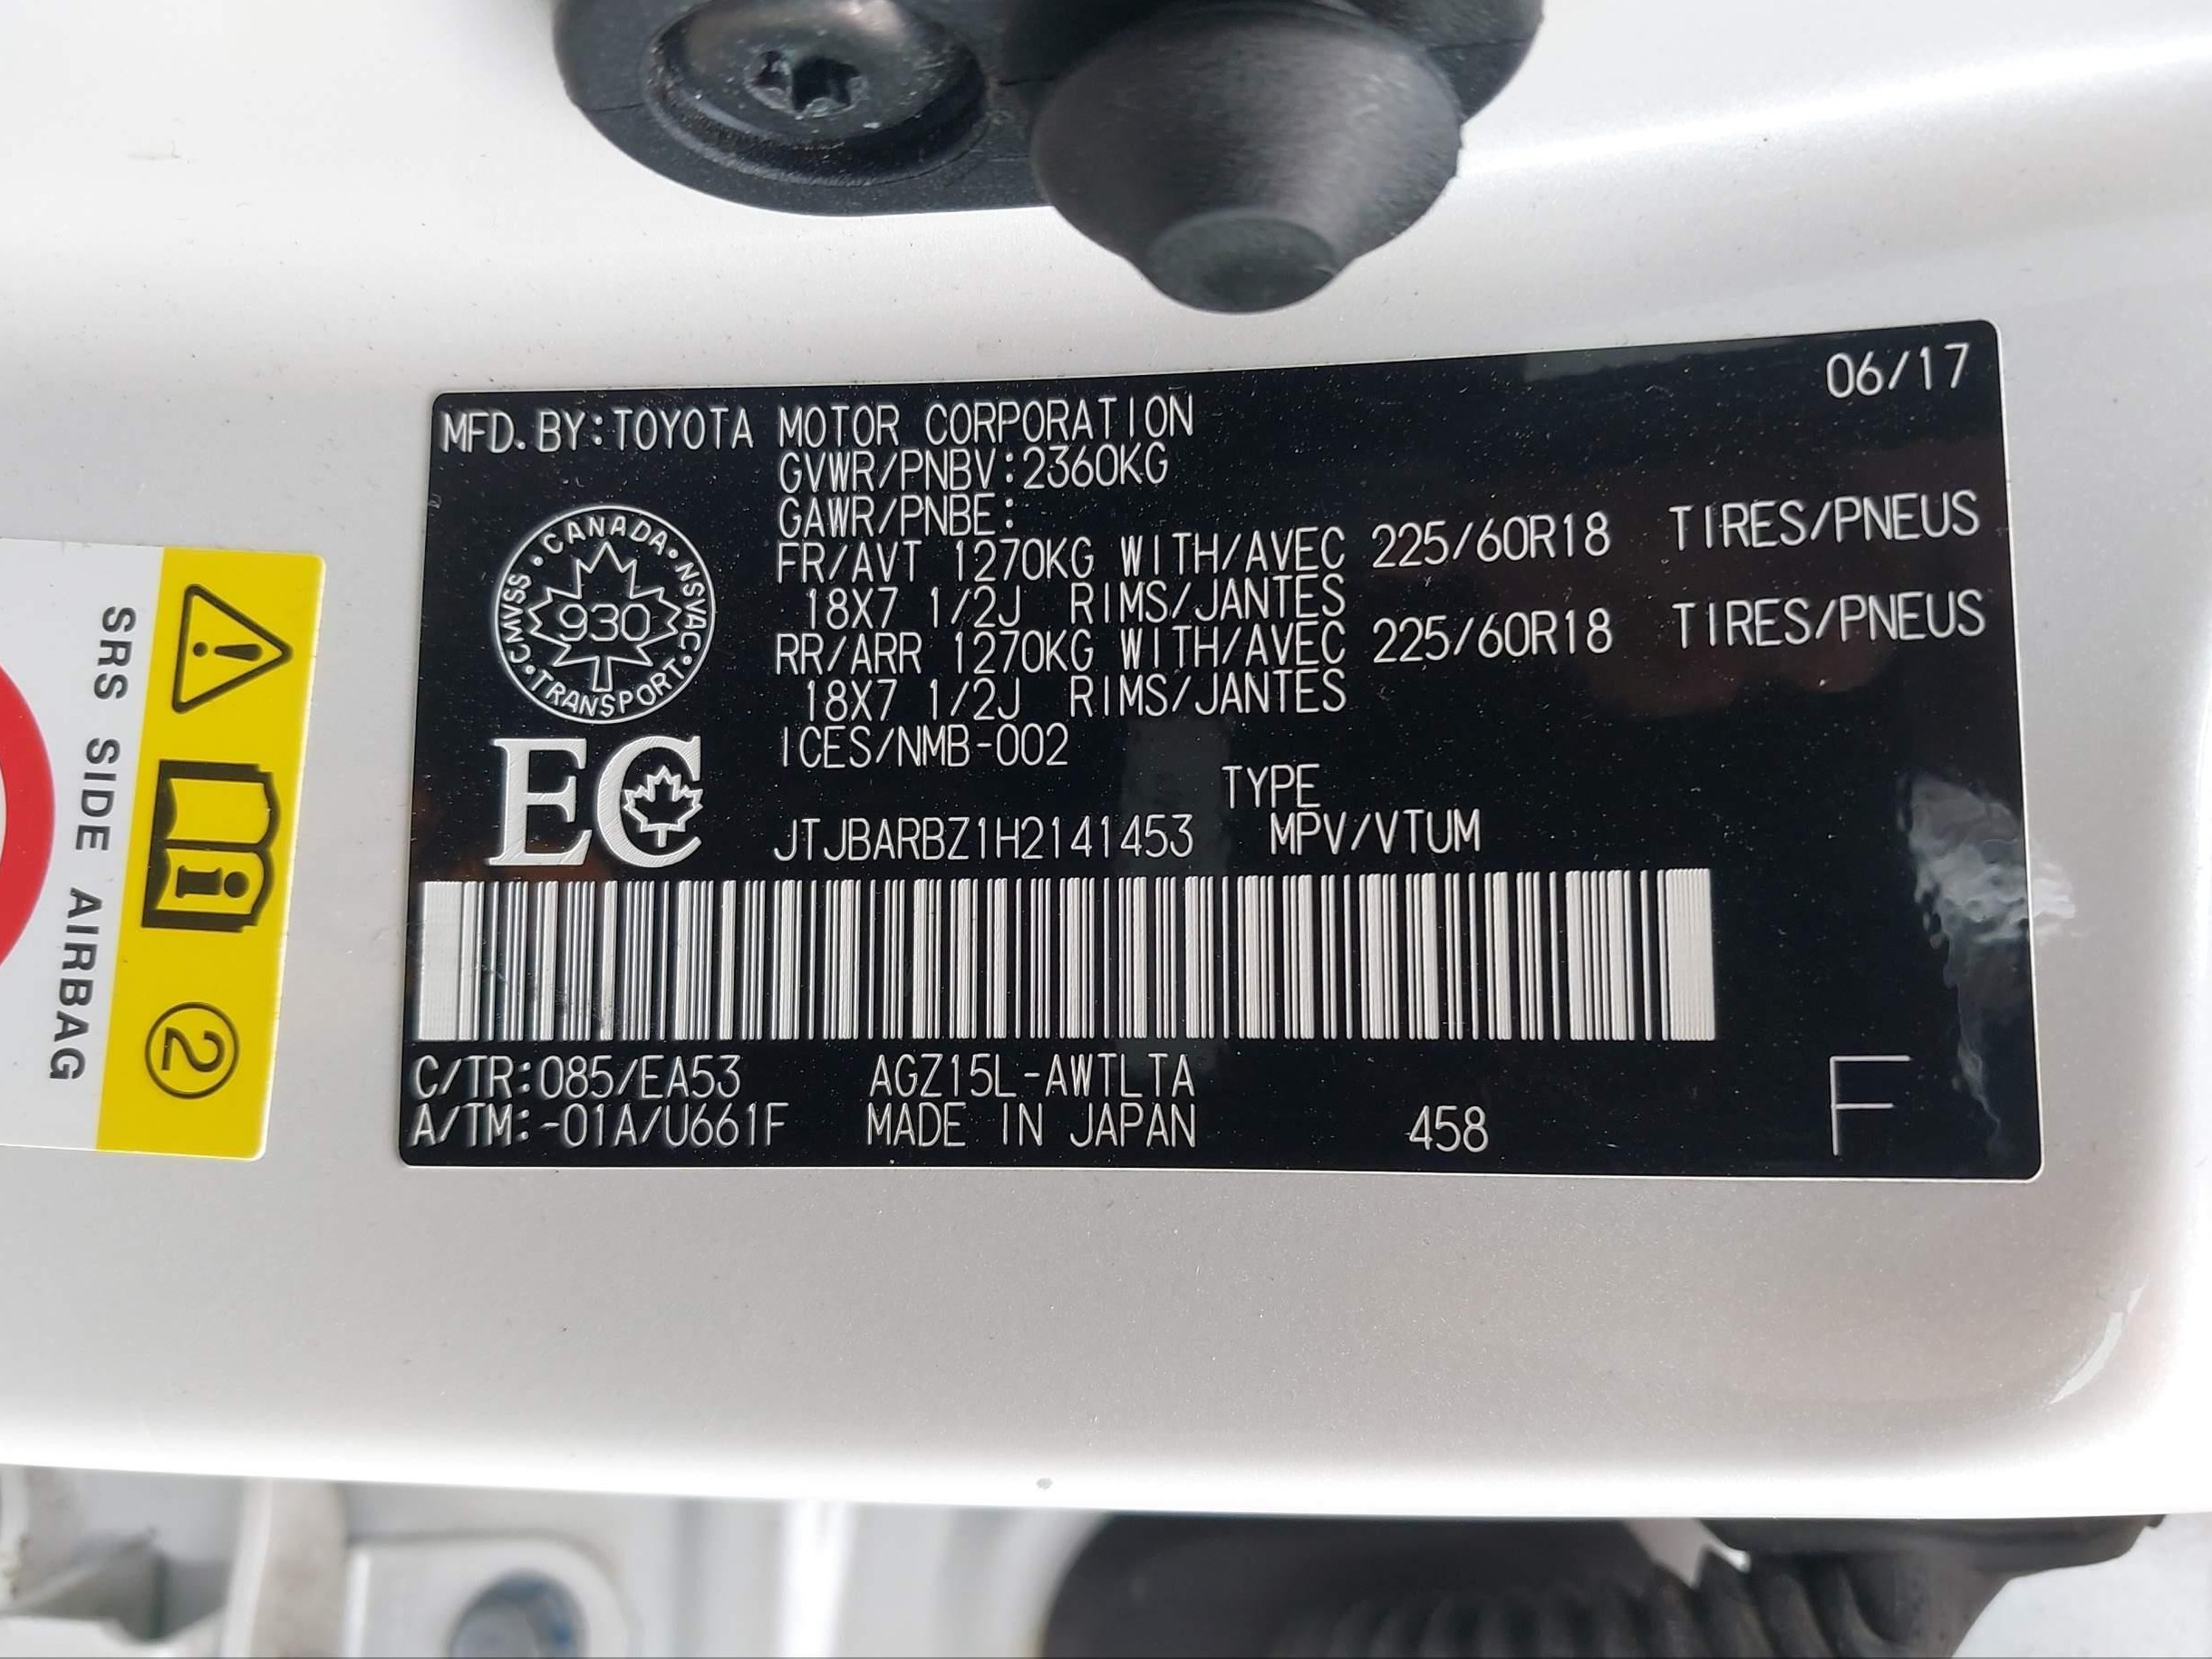 06/17
MFD. BY:TOYOTA MOTOR CORPORATION
GVWR/PNBV:2360KG
GAWR/PNBE:
FR/AVT 1270KG WITH/AVEC 225/60R18 TIRES/PNEUS
18X7 1/2J RIMS/JANTES
RR/ARR 1270KG WITH/AVEC 225/60R18 TIRES/PNEUS
18X7 1/2J RIMS/JANTES
ICES/NMB-002
CANADA
CMVSS · NSVAC
930
TRANSPORT
EC
TYPE
JTJBARBZ1H2141453 MPV/VTUM
C/TR:085/EA53 AGZ15L-AWTLTA
A/TM:-01A/U661F MADE IN JAPAN 458 F
SRS SIDE AIRBAG
2